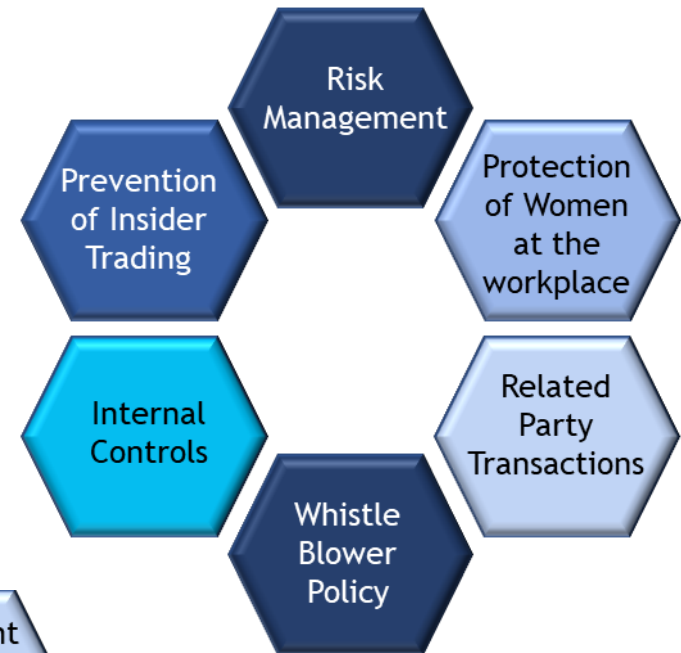 Risk
Management
Prevention
of Insider
Trading
Protection
of Women
at the
workplace
Internal
Controls
Related
Party
Transactions
Whistle
Blower
Policy
nt